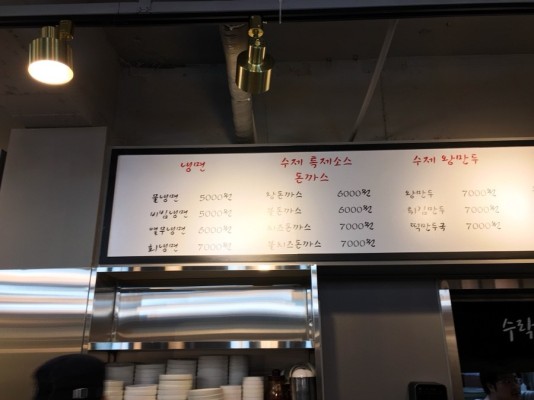 냉면
물냉면 5000원
비빔냉면 5000원
열무냉면 6000원
회냉면 7000원
수제 특제소스
돈까스
왕돈까스 6000원
불돈까스 6000원
치즈돈까스 7000원
불치즈돈까스 7000원
수제 왕만두
왕만두 7000원
튀김만두 7000원
떡만두국 7000원
수락